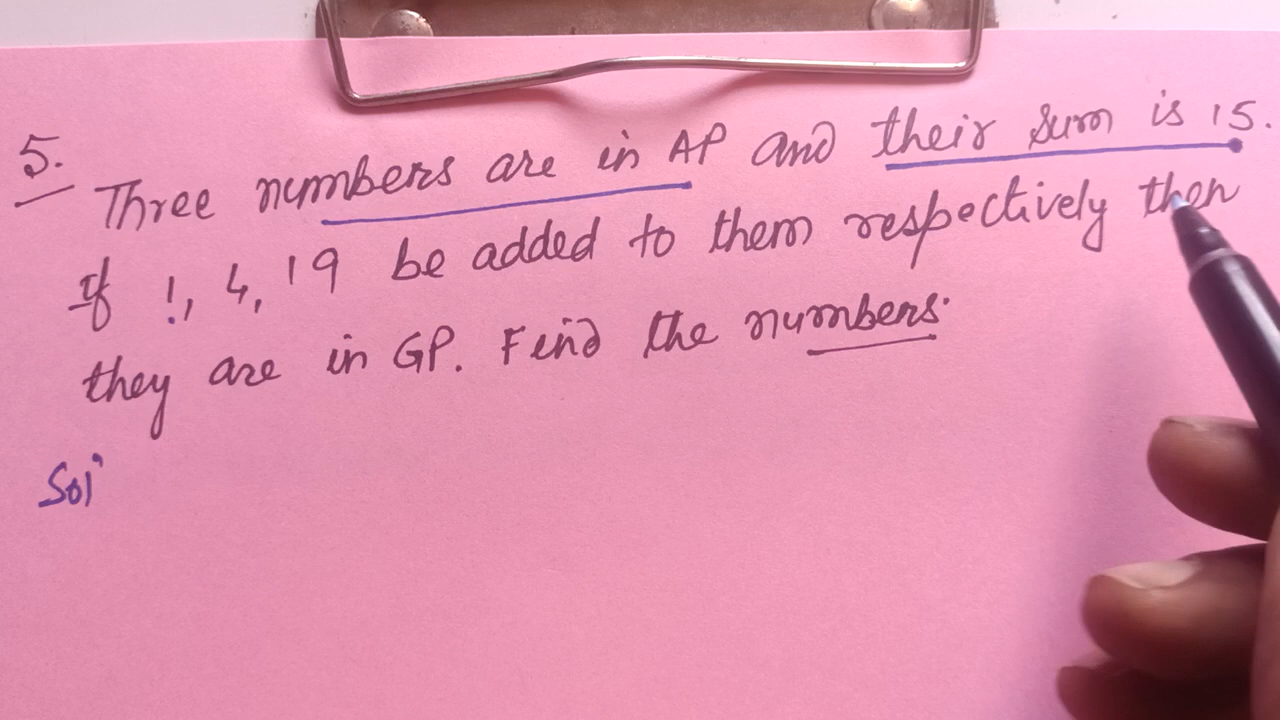 5.
Three numbers are in AP and their sum is 15.
If 1, 4, 19 be added to them respectively then
they are in GP. Find the numbers.
Sol